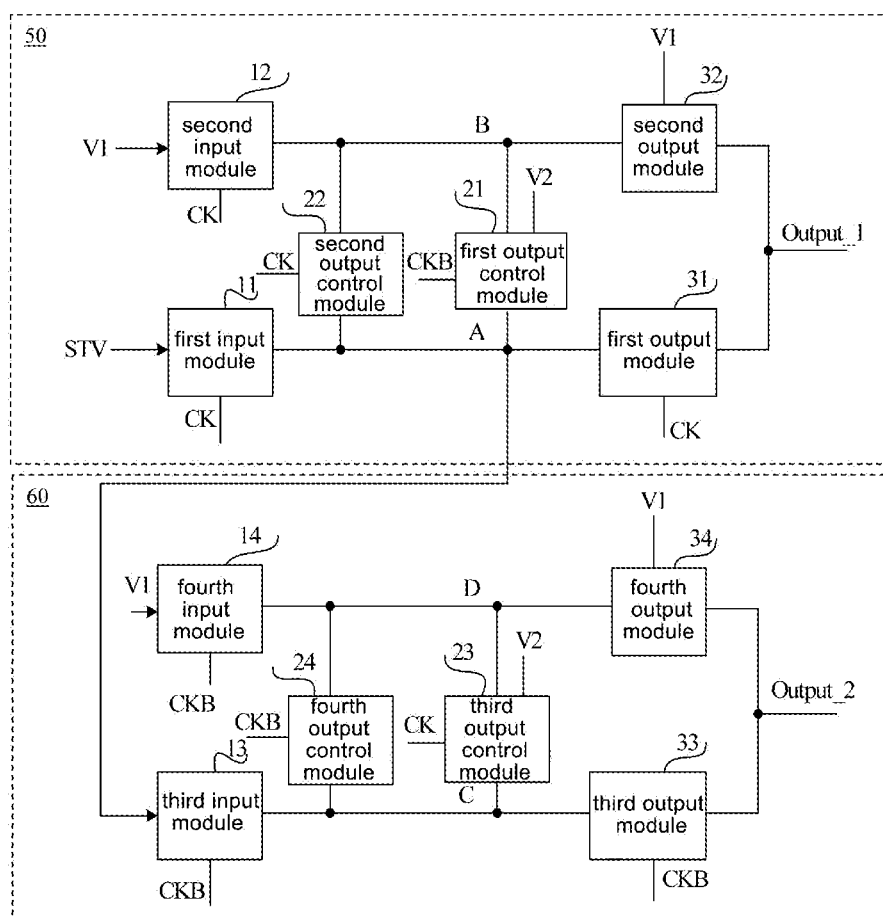 50
V1
12
32
second
input
module
B
second
output
module
V1
V2
22
21
CK
second
output
control
module
first output
control
module
Output_1
CK
CKB
11
31
A
first input
module
first output
module
STV
CK
CK
60
V1
14
34
V1
fourth
input
module
D
fourth
output
module
V2
24
23
CKB
fourth
output
control
module
third
output
control
module
Output_2
CKB
CK
13
33
C
third input
module
third output
module
CKB
CKB